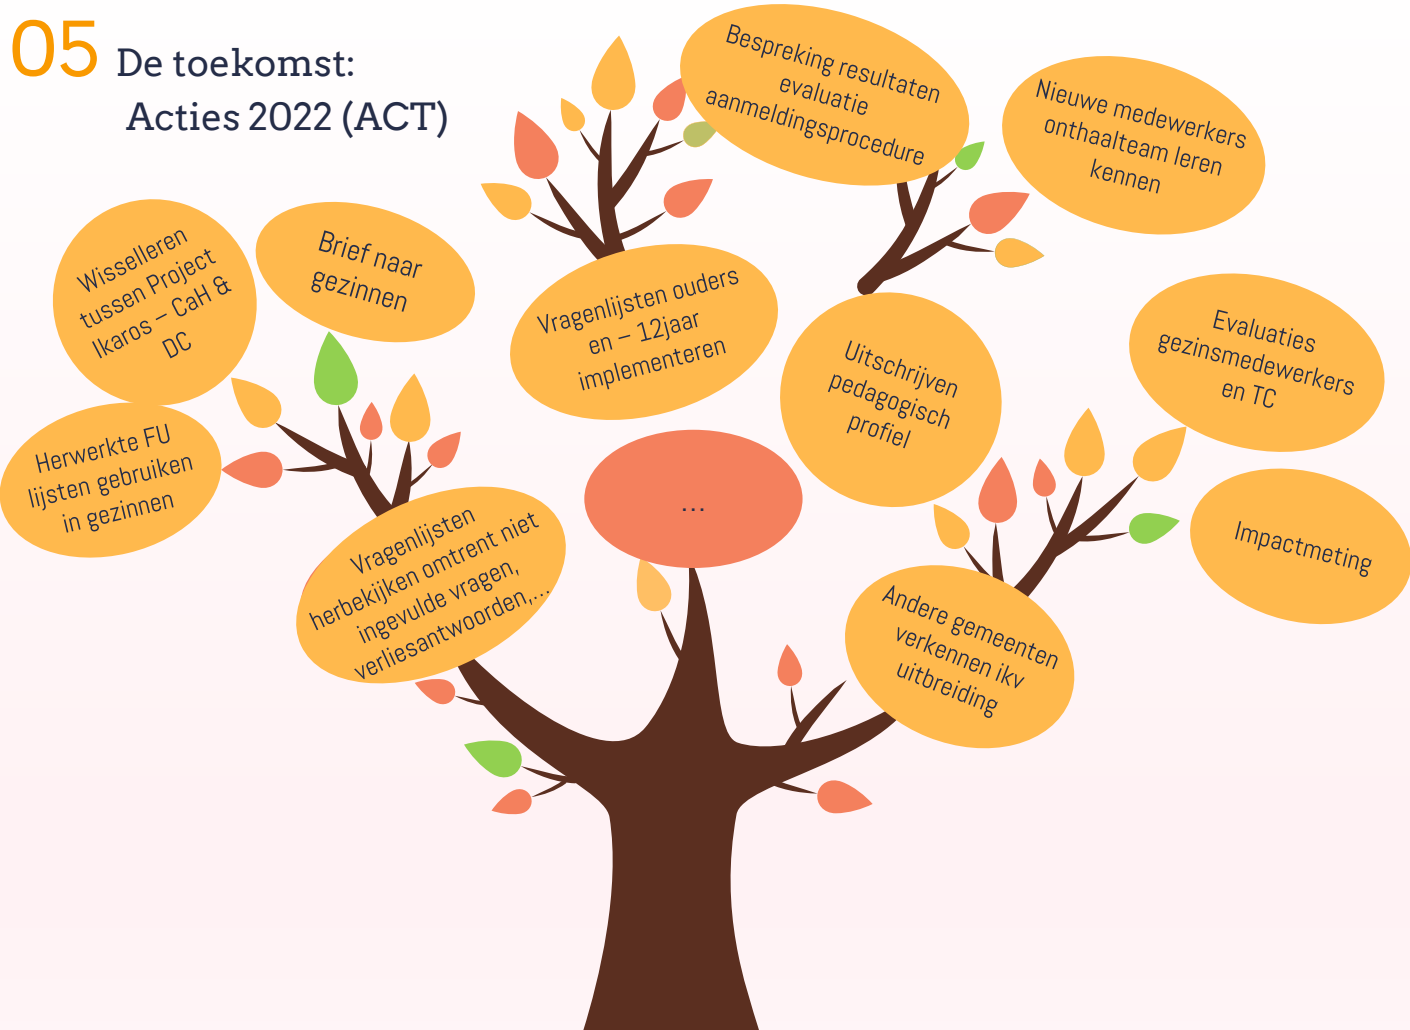 05 De toekomst:
Acties 2022 (ACT)
Bespreking resultaten
evaluatie
aanmeldingsprocedure
Nieuwe medewerkers
onthaalteam leren
kennen
Wisselleren
tussen Project
Ikaros – CaH &
DC
Brief naar
gezinnen
Vragenlijsten ouders
en – 12jaar
implementeren
Uitschrijven
pedagogisch
profiel
Evaluaties
gezinsmedewerkers
en TC
Herwerkte FU
lijsten gebruiken
in gezinnen
...
Impactmeting
Vragenlijsten
herbekijken omtrent niet
ingevulde vragen,
verliesantwoorden,...
Andere gemeenten
verkennen ikv
uitbreiding